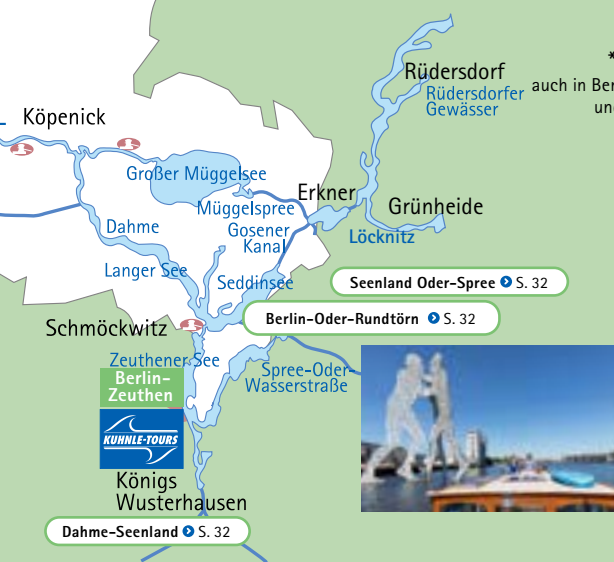 Rüdersdorf
*
Rüdersdorfer
Gewässer
auch in Ber
un
Köpenick
Großer Müggelsee
Müggelspree
Erkner
Grünheide
Gosener
Kanal
Löcknitz
Dahme
Langer See
Seddinsee
Seenland Oder-Spree S. 32
Berlin-Oder-Rundtörn S. 32
Schmöckwitz
Zeuthener See
Spree-Oder-
Wasserstraße
Berlin-
Zeuthen
KUHNLE-TOURS
Königs
Wusterhausen
Dahme-Seenland S. 32